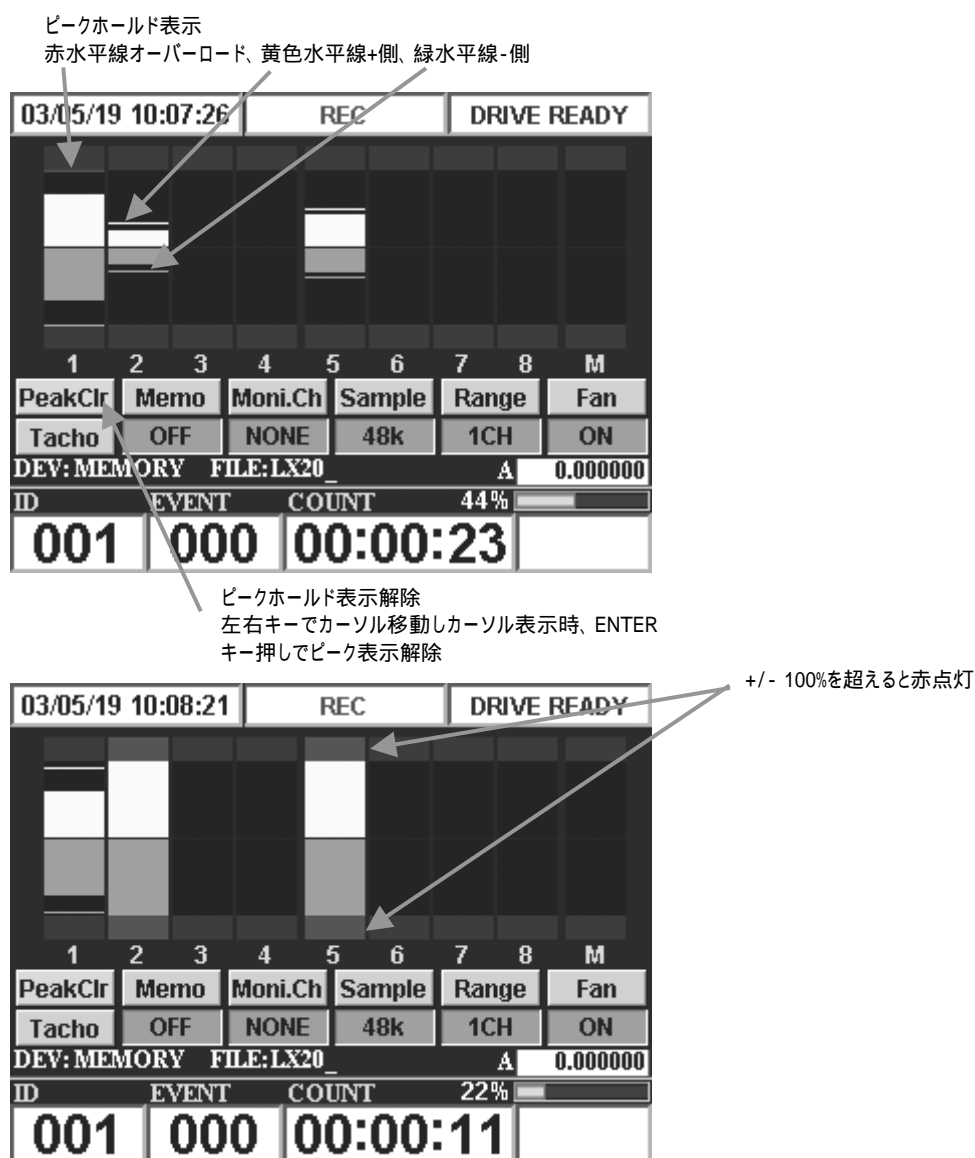 ピークホールド表示
赤水平線オーバーロード、黄色水平線+側、緑水平線-側
03/05/19 10:07:26 REC DRIVE READY
1 2 3 4 5 6 7 8 M
PeakClr Memo Moni.Ch Sample Range Fan
Tacho OFF NONE 48k 1CH ON
DEV:MEMORY FILE:LX20_ A 0.000000
ID EVENT COUNT 44%
001 000 00:00:23
ピークホールド表示解除
左右キーでカーソル移動しカーソル表示時、ENTER
キー押しでピーク表示解除
+/- 100%を超えると赤点灯
03/05/19 10:08:21 REC DRIVE READY
1 2 3 4 5 6 7 8 M
PeakClr Memo Moni.Ch Sample Range Fan
Tacho OFF NONE 48k 1CH ON
DEV:MEMORY FILE:LX20_ A 0.000000
ID EVENT COUNT 22%
001 000 00:00:11